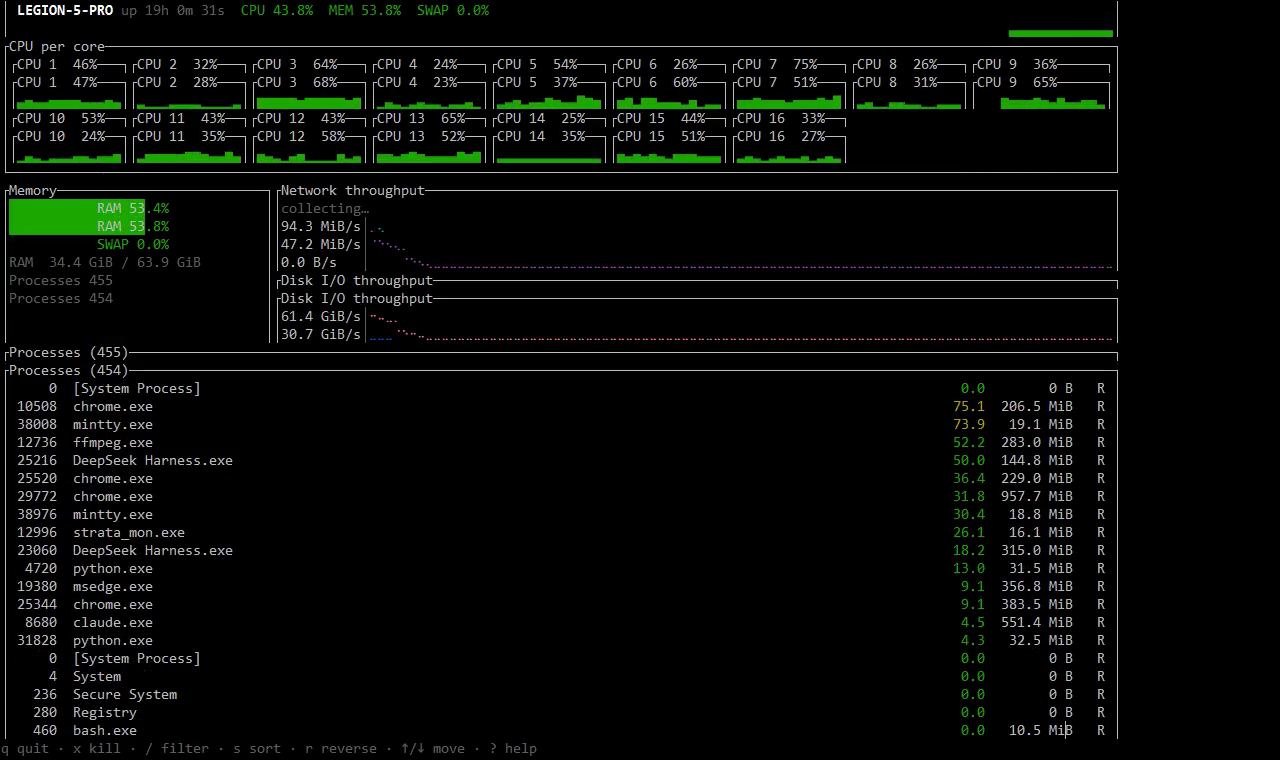 LEGION-5-PRO up 19h 0m 31s CPU 43.8% MEM 53.8% SWAP 0.0%
CPU per core
CPU 1 46% CPU 2 32% CPU 3 64% CPU 4 24% CPU 5 54% CPU 6 26% CPU 7 75% CPU 8 26% CPU 9 36%
CPU 1 47% CPU 2 28% CPU 3 68% CPU 4 23% CPU 5 37% CPU 6 60% CPU 7 51% CPU 8 31% CPU 9 65%
CPU 10 53% CPU 11 43% CPU 12 43% CPU 13 65% CPU 14 25% CPU 15 44% CPU 16 33%
CPU 10 24% CPU 11 35% CPU 12 58% CPU 13 52% CPU 14 35% CPU 15 51% CPU 16 27%
Memory
RAM 53.4%
RAM 53.8%
SWAP 0.0%
RAM 34.4 GiB / 63.9 GiB
Processes 455
Processes 454
Network throughput
collecting…
94.3 MiB/s
47.2 MiB/s
0.0 B/s
Disk I/O throughput
Disk I/O throughput
61.4 GiB/s
30.7 GiB/s
Processes (455)
Processes (454)
0 [System Process] 0.0 0 B R
10508 chrome.exe 75.1 206.5 MiB R
38008 mintty.exe 73.9 19.1 MiB R
12736 ffmpeg.exe 52.2 283.0 MiB R
25216 DeepSeek Harness.exe 50.0 144.8 MiB R
25520 chrome.exe 36.4 229.0 MiB R
29772 chrome.exe 31.8 957.7 MiB R
38976 mintty.exe 30.4 18.8 MiB R
12996 strata_mon.exe 26.1 16.1 MiB R
23060 DeepSeek Harness.exe 18.2 315.0 MiB R
4720 python.exe 13.0 31.5 MiB R
19380 msedge.exe 9.1 356.8 MiB R
25344 chrome.exe 9.1 383.5 MiB R
8680 claude.exe 4.5 551.4 MiB R
31828 python.exe 4.3 32.5 MiB R
0 [System Process] 0.0 0 B R
4 System 0.0 0 B R
236 Secure System 0.0 0 B R
280 Registry 0.0 0 B R
460 bash.exe 0.0 10.5 MiB R
q quit · x kill · / filter · s sort · r reverse · ↑/↓ move · ? help